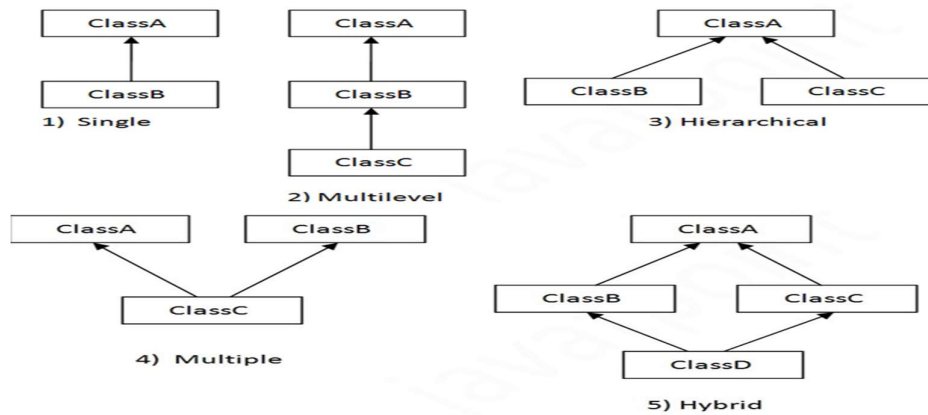 ClassA
ClassB
1) Single
ClassA
ClassB
ClassC
2) Multilevel
ClassA
ClassB
ClassC
3) Hierarchical
ClassA
ClassB
ClassC
4) Multiple
ClassA
ClassB
ClassC
ClassD
5) Hybrid